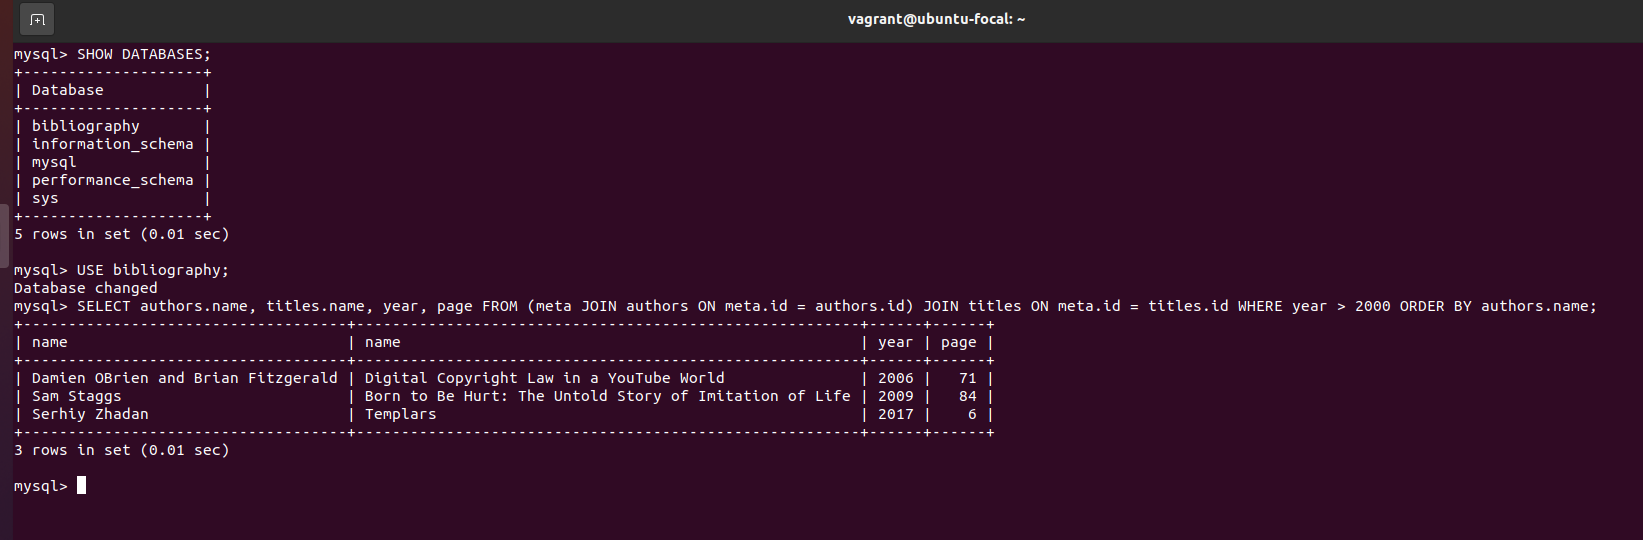 vagrant@ubuntu-focal: ~
mysql> SHOW DATABASES;
+--------------------+
| Database           |
+--------------------+
| bibliography       |
| information_schema |
| mysql              |
| performance_schema |
| sys                |
+--------------------+
5 rows in set (0.01 sec)
mysql> USE bibliography;
Database changed
mysql> SELECT authors.name, titles.name, year, page FROM (meta JOIN authors ON meta.id = authors.id) JOIN titles ON meta.id = titles.id WHERE year > 2000 ORDER BY authors.name;
+------------------------------------+--------------------------------------------------------+------+------+
| name                               | name                                                   | year | page |
+------------------------------------+--------------------------------------------------------+------+------+
| Damien OBrien and Brian Fitzgerald | Digital Copyright Law in a YouTube World               | 2006 |   71 |
| Sam Staggs                         | Born to Be Hurt: The Untold Story of Imitation of Life | 2009 |   84 |
| Serhiy Zhadan                      | Templars                                               | 2017 |    6 |
+------------------------------------+--------------------------------------------------------+------+------+
3 rows in set (0.01 sec)
mysql>